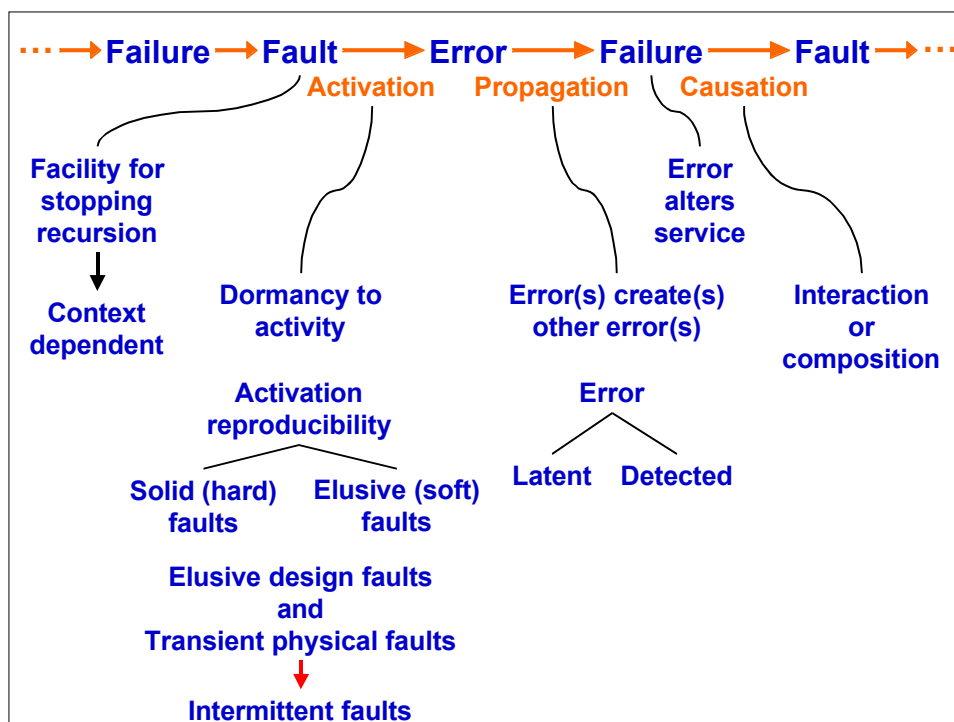 ... Failure Fault Error Failure Fault ...
Activation Propagation Causation
Facility for
stopping
recursion
Context
dependent
Error
alters
service
Dormancy to
activity
Error(s) create(s)
other error(s)
Interaction
or
composition
Activation
reproducibility
Solid (hard)
faults
Elusive (soft)
faults
Error
Latent
Detected
Elusive design faults
and
Transient physical faults
Intermittent faults